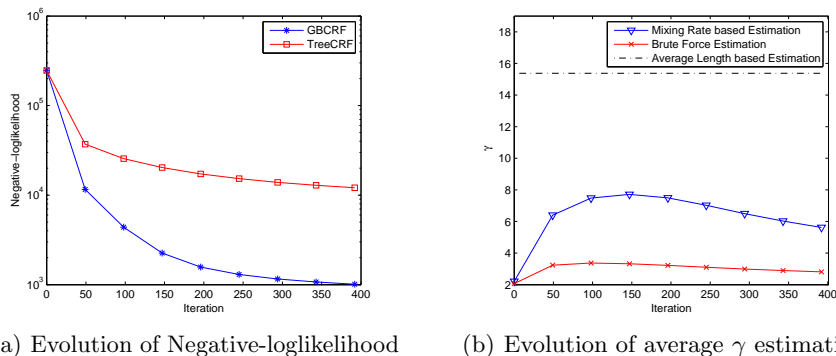 10^6
10^5
10^4
10^3
Negative-loglikelihood
GBCRF
TreeCRF
0 50 100 150 200 250 300 350 400
Iteration
18
16
14
12
10
8
6
4
2
γ
Mixing Rate based Estimation
Brute Force Estimation
Average Length based Estimation
0 50 100 150 200 250 300 350 400
Iteration
a) Evolution of Negative-loglikelihood
(b) Evolution of average γ estimati